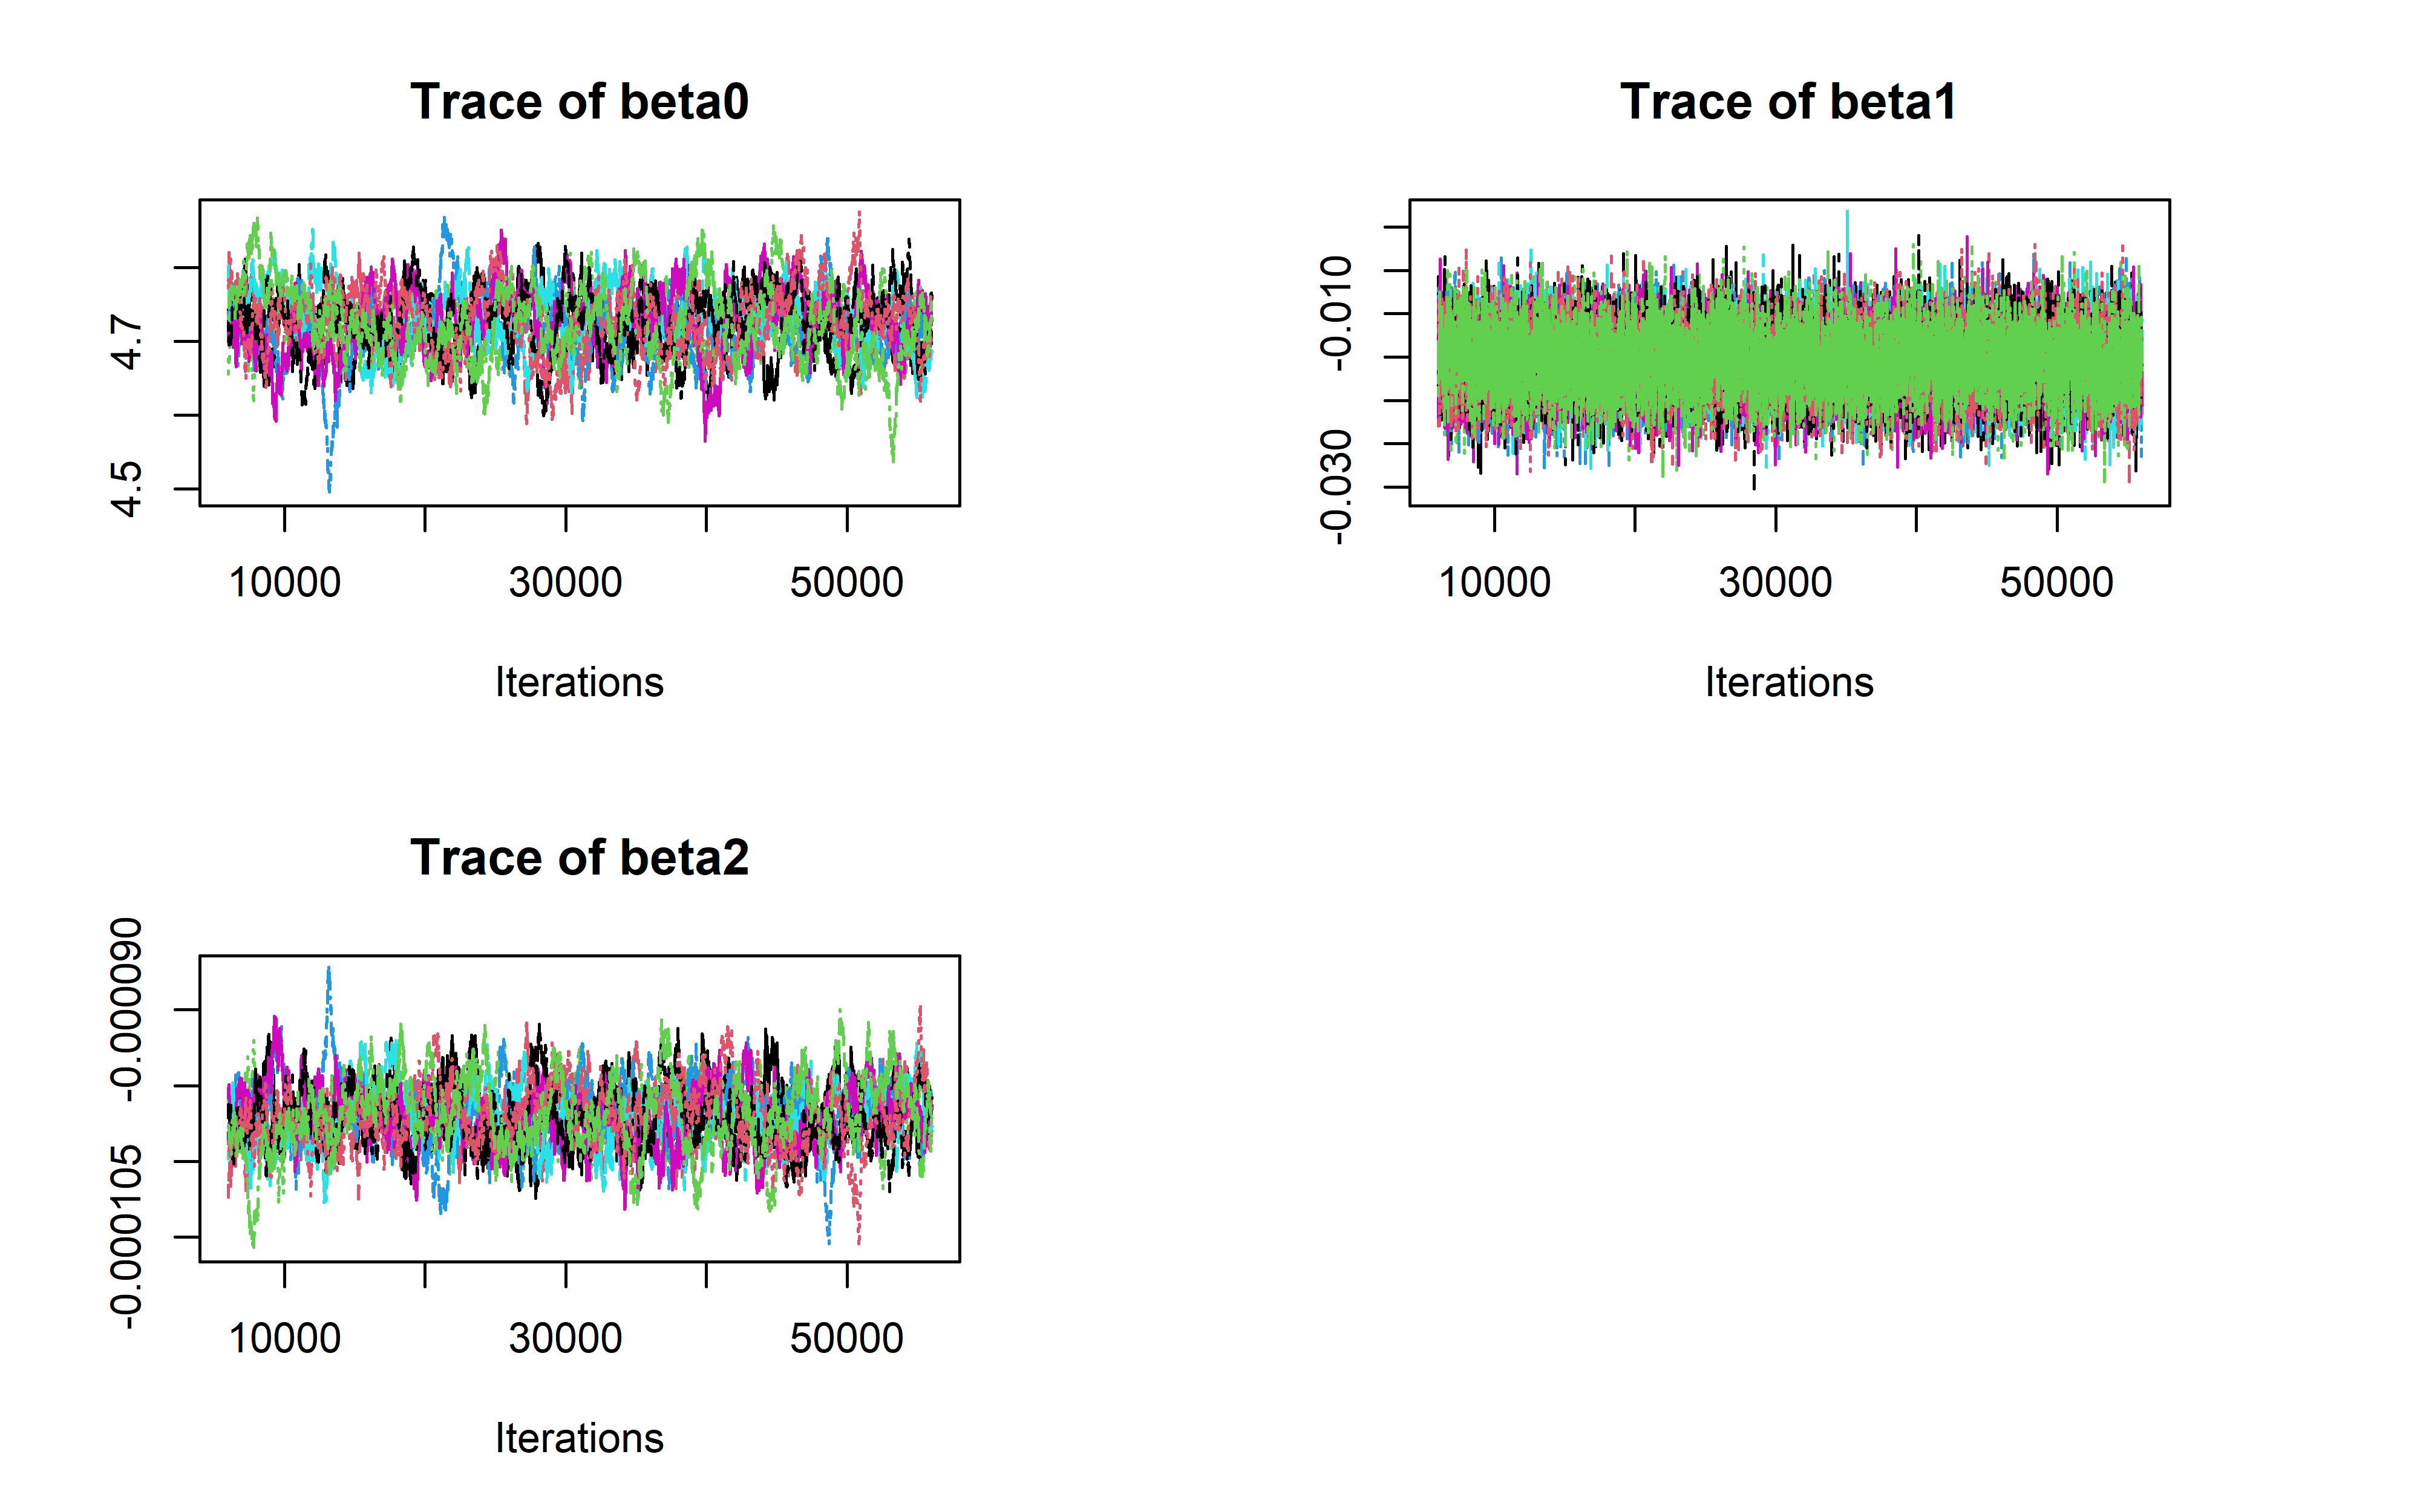 Trace of beta0
4.7
4.5
10000 30000 50000
Iterations
Trace of beta1
-0.010
-0.030
10000 30000 50000
Iterations
Trace of beta2
-0.000090
-0.000105
10000 30000 50000
Iterations